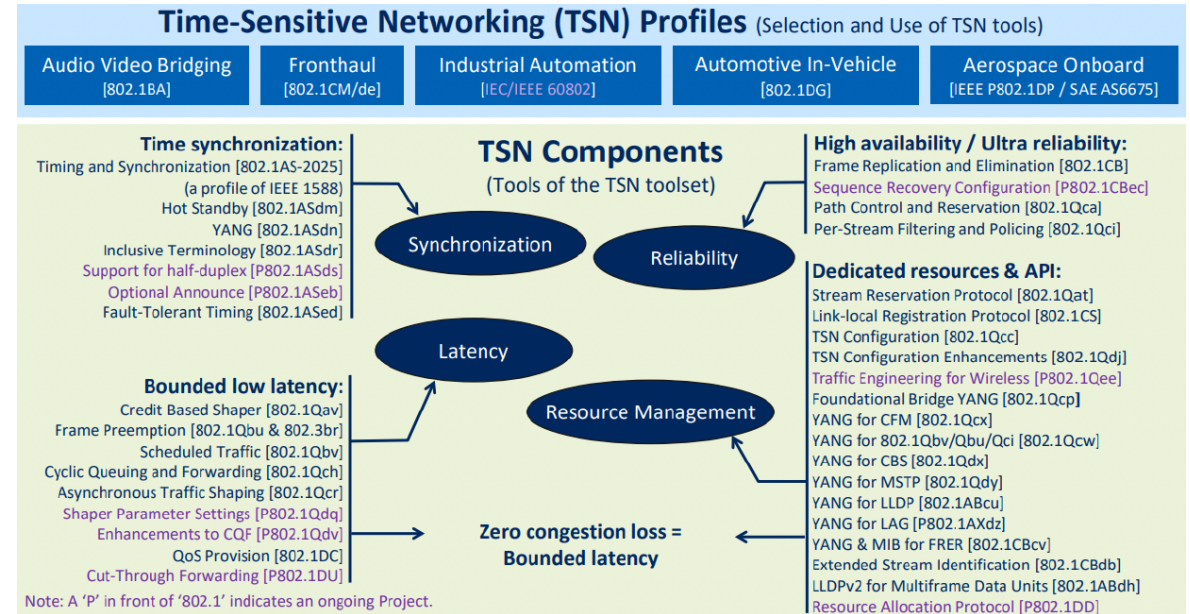 Time-Sensitive Networking (TSN) Profiles (Selection and Use of TSN tools)
Audio Video Bridging
[802.1BA]
Fronthaul
[802.1CM/de]
Industrial Automation
[IEC/IEEE 60802]
Automotive In-Vehicle
[802.1DG]
Aerospace Onboard
[IEEE P802.1DP / SAE AS6675]
TSN Components
(Tools of the TSN toolset)
Time synchronization:
Timing and Synchronization [802.1AS-2025]
(a profile of IEEE 1588)
Hot Standby [802.1ASdm]
YANG [802.1ASdn]
Inclusive Terminology [802.1ASdr]
Support for half-duplex [P802.1ASds]
Optional Announce [P802.1ASeb]
Fault-Tolerant Timing [802.1ASed]
Synchronization
Reliability
Latency
Resource Management
High availability / Ultra reliability:
Frame Replication and Elimination [802.1CB]
Sequence Recovery Configuration [P802.1CBec]
Path Control and Reservation [802.1Qca]
Per-Stream Filtering and Policing [802.1Qci]
Bounded low latency:
Credit Based Shaper [802.1Qav]
Frame Preemption [802.1Qbu & 802.3br]
Scheduled Traffic [802.1Qbv]
Cyclic Queuing and Forwarding [802.1Qch]
Asynchronous Traffic Shaping [802.1Qcr]
Shaper Parameter Settings [P802.1Qdq]
Enhancements to CQF [P802.1Qdv]
QoS Provision [802.1DC]
Cut-Through Forwarding [P802.1DU]
Zero congestion loss =
Bounded latency
Dedicated resources & API:
Stream Reservation Protocol [802.1Qat]
Link-local Registration Protocol [802.1CS]
TSN Configuration [802.1Qcc]
TSN Configuration Enhancements [802.1Qdj]
Traffic Engineering for Wireless [P802.1Qee]
Foundational Bridge YANG [802.1Qcp]
YANG for CFM [802.1Qcx]
YANG for 802.1Qbv/Qbu/Qci [802.1Qcw]
YANG for CBS [802.1Qdx]
YANG for MSTP [802.1Qdy]
YANG for LLDP [802.1ABcu]
YANG for LAG [P802.1AXdz]
YANG & MIB for FRER [802.1CBcv]
Extended Stream Identification [802.1CBdb]
LLDPv2 for Multiframe Data Units [802.1ABdh]
Resource Allocation Protocol [P802.1DD]
Note: A 'P' in front of '802.1' indicates an ongoing Project.